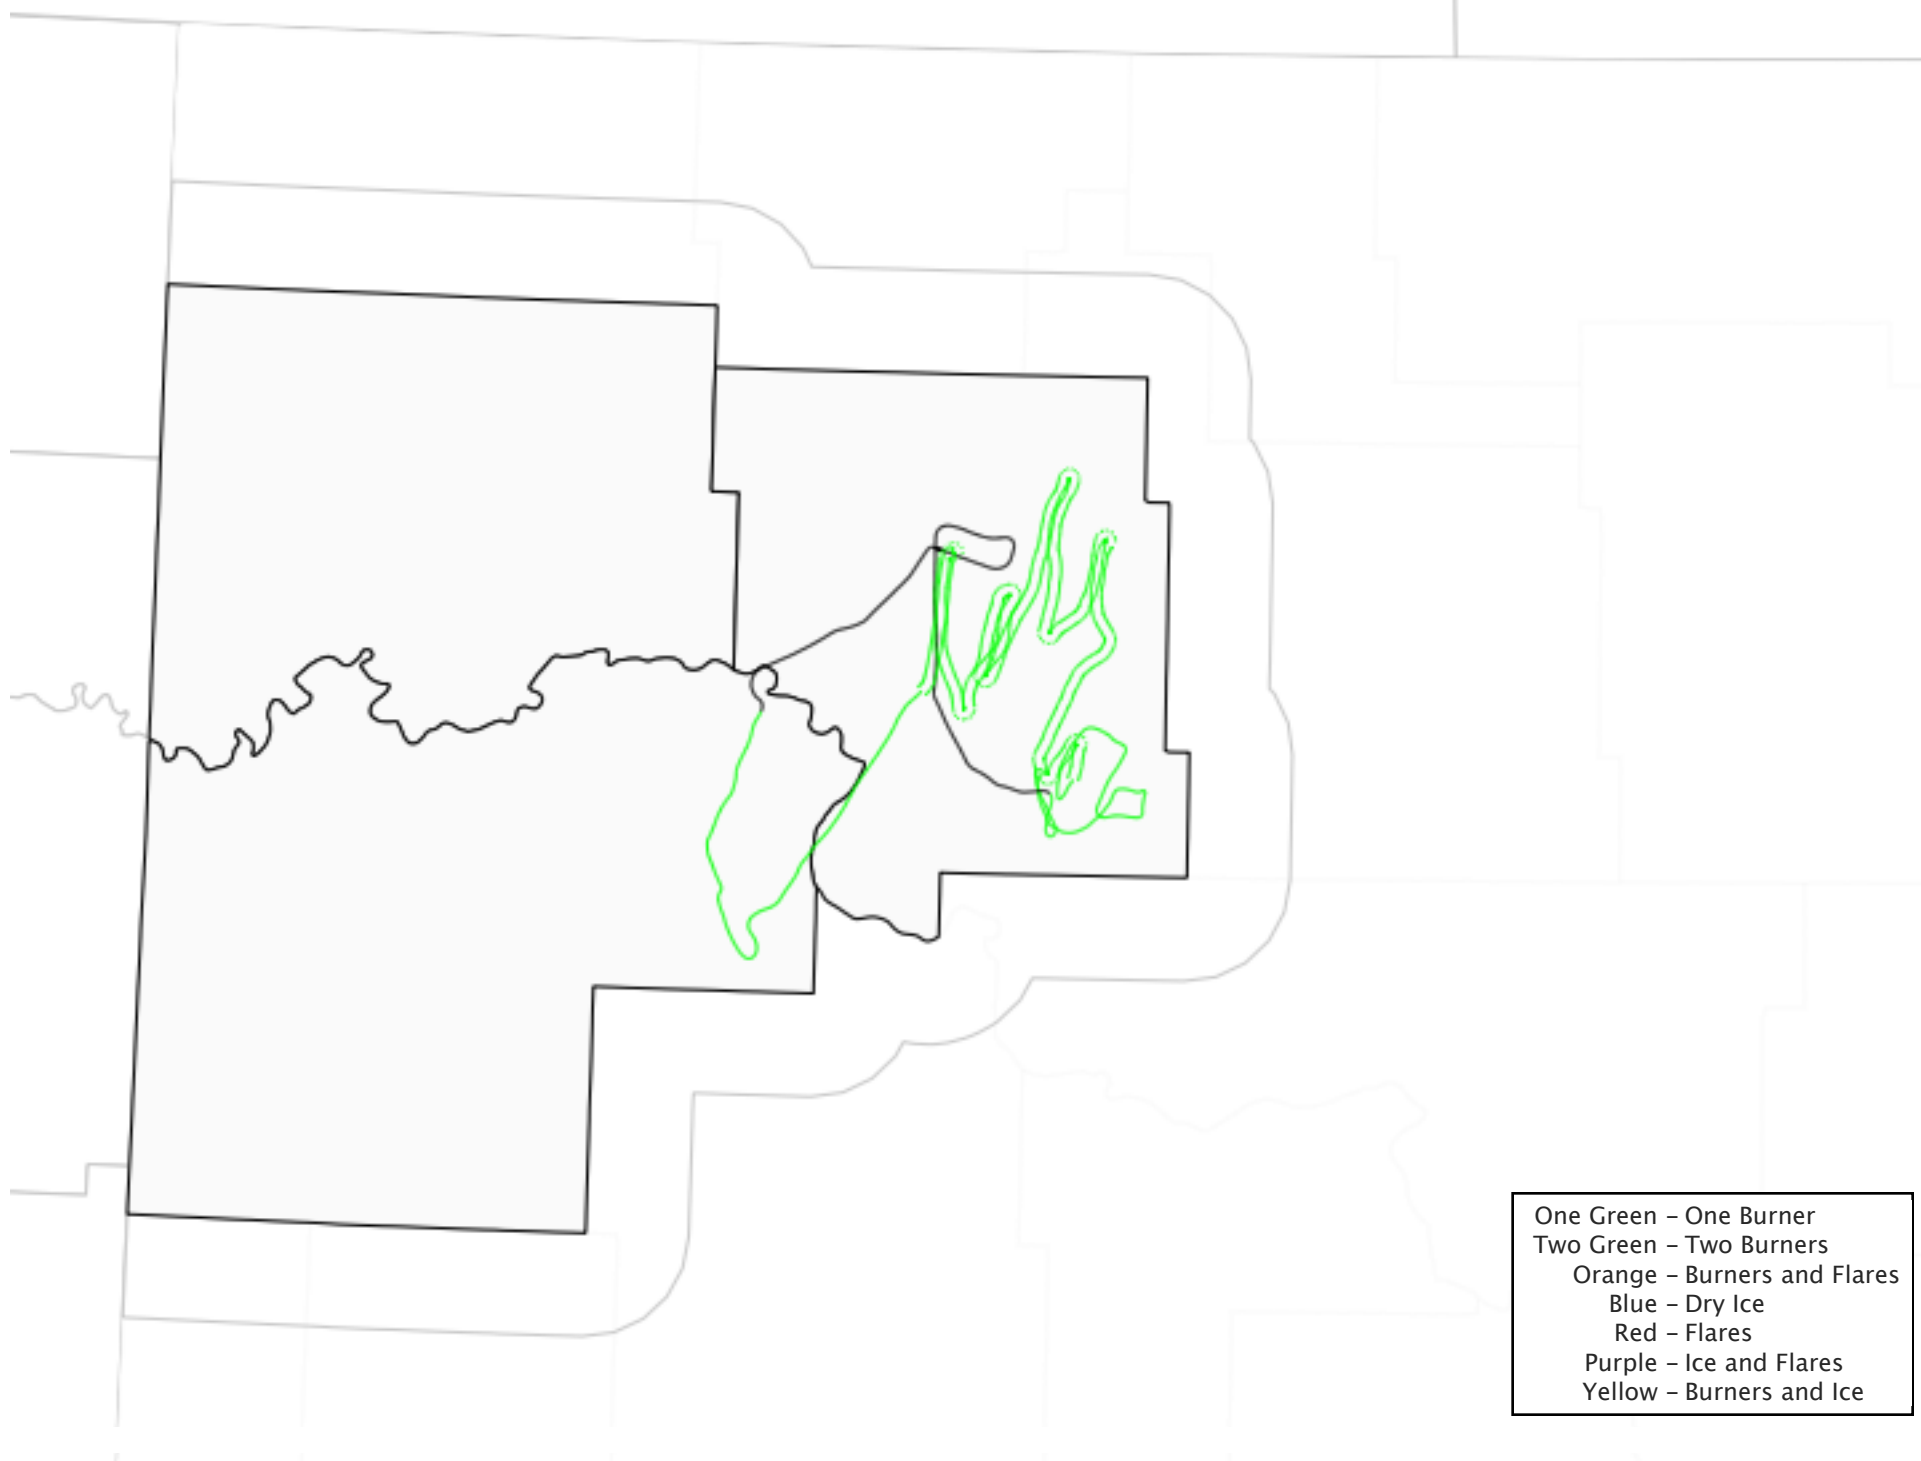 One Green – One Burner
Two Green – Two Burners
Orange – Burners and Flares
Blue – Dry Ice
Red – Flares
Purple – Ice and Flares
Yellow – Burners and Ice